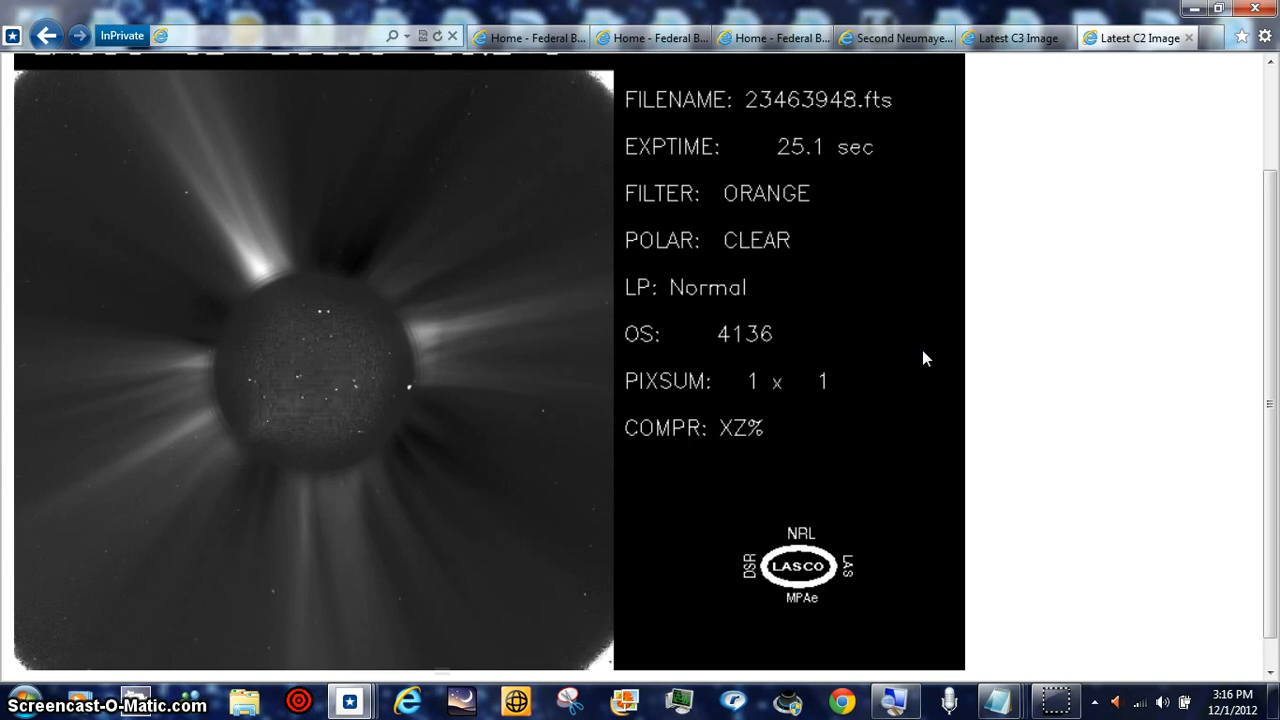 InPrivate
Home - Federal B...
Home - Federal B...
Home - Federal B...
Second Neumaye...
Latest C3 Image
Latest C2 Image
FILENAME: 23463948.fts
EXPTIME: 25.1 sec
FILTER: ORANGE
POLAR: CLEAR
LP: Normal
OS: 4136
PIXSUM: 1 x 1
COMPR: XZ%
NRL
DSR
LASCO
LAS
MPAe
3:16 PM
12/1/2012
Screencast-O-Matic.com